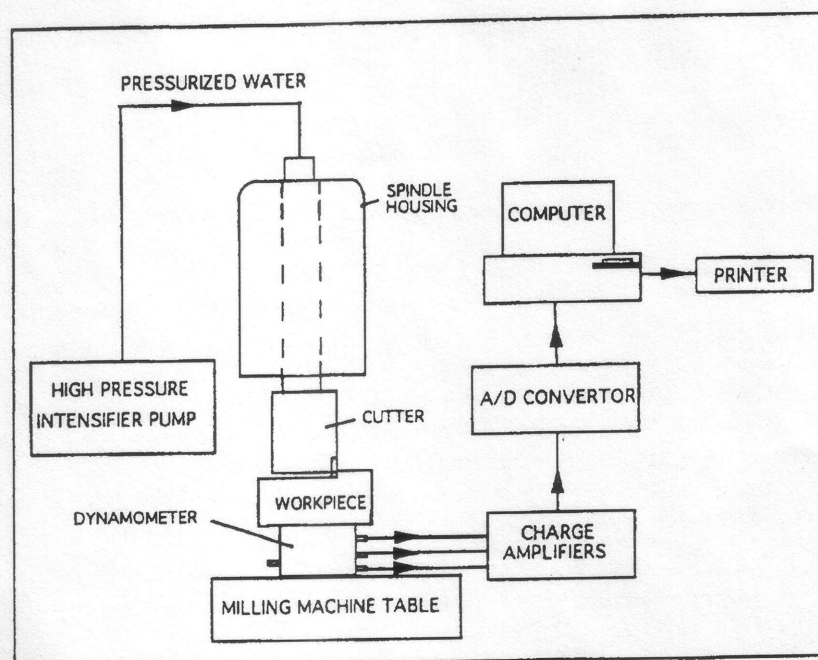 PRESSURIZED WATER
SPINDLE
HOUSING
COMPUTER
PRINTER
HIGH PRESSURE
INTENSIFIER PUMP
CUTTER
A/D CONVERTOR
WORKPIECE
DYNAMOMETER
CHARGE
AMPLIFIERS
MILLING MACHINE TABLE